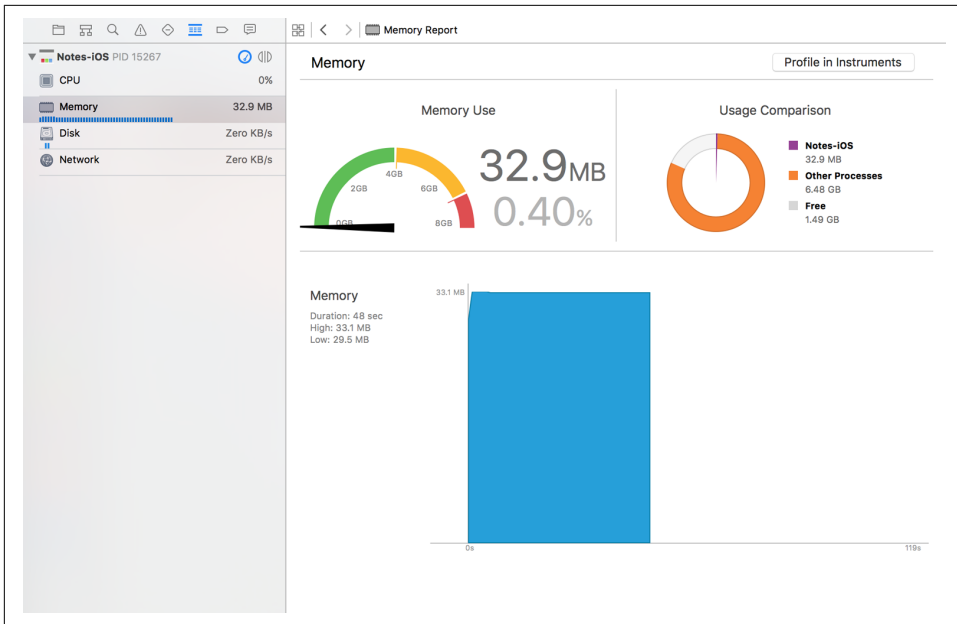 Memory Report
Notes-iOS PID 15267
CPU 0%
Memory 32.9 MB
Disk Zero KB/s
Network Zero KB/s
Memory
Profile in Instruments
Memory Use
0GB
2GB
4GB
6GB
8GB
32.9MB
0.40%
Usage Comparison
Notes-iOS
32.9 MB
Other Processes
6.48 GB
Free
1.49 GB
Memory
Duration: 48 sec
High: 33.1 MB
Low: 29.5 MB
33.1 MB
0s
119s